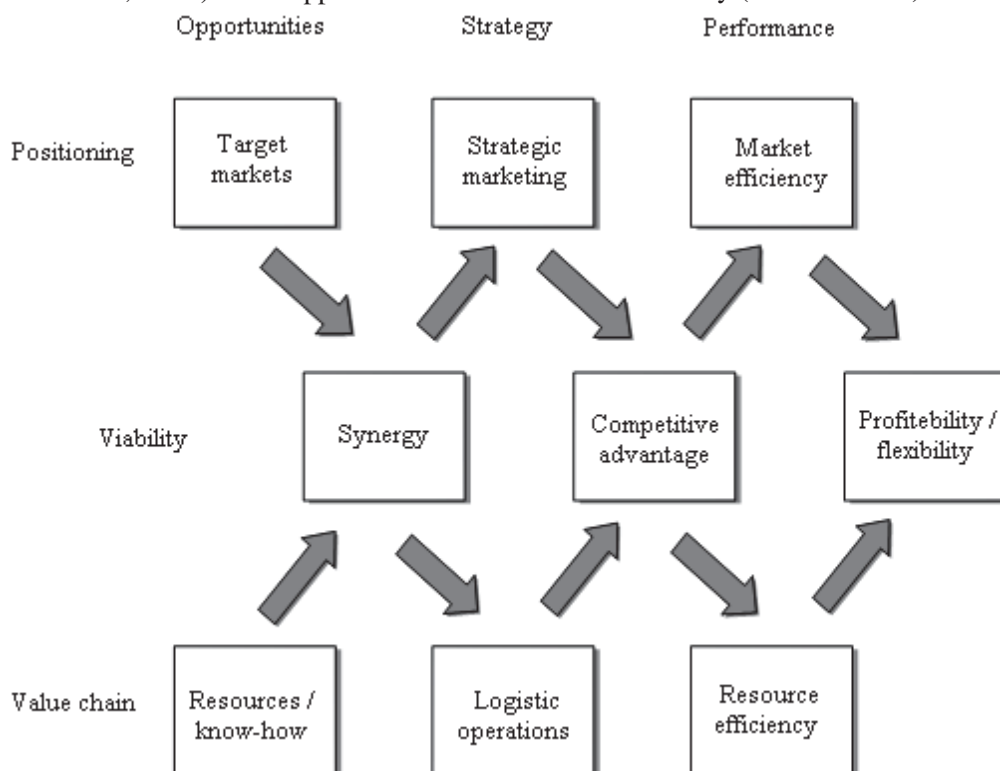 Opportunities Strategy Performance
Positioning
Target
markets
Strategic
marketing
Market
efficiency
Viability
Synergy
Competitive
advantage
Profitebility /
flexibility
Value chain
Resources /
know-how
Logistic
operations
Resource
efficiency